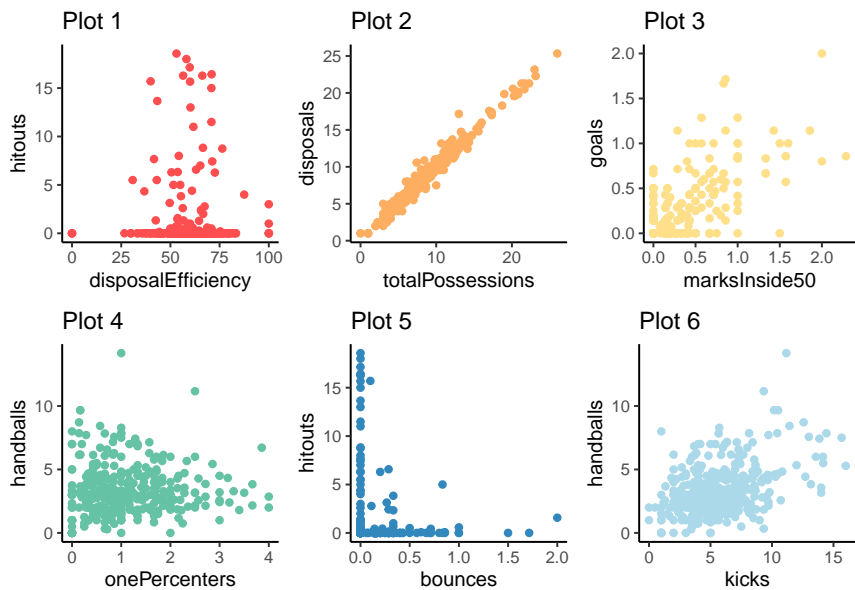 Plot 1
hitouts
15
10
5
0
0 25 50 75 100
disposalEfficiency
Plot 2
disposals
25
20
15
10
5
0
0 10 20
totalPossessions
Plot 3
goals
2.0
1.5
1.0
0.5
0.0
0.0 0.5 1.0 1.5 2.0
marksInside50
Plot 4
handballs
10
5
0
0 1 2 3 4
onePercenters
Plot 5
hitouts
15
10
5
0
0.0 0.5 1.0 1.5 2.0
bounces
Plot 6
handballs
10
5
0
0 5 10 15
kicks